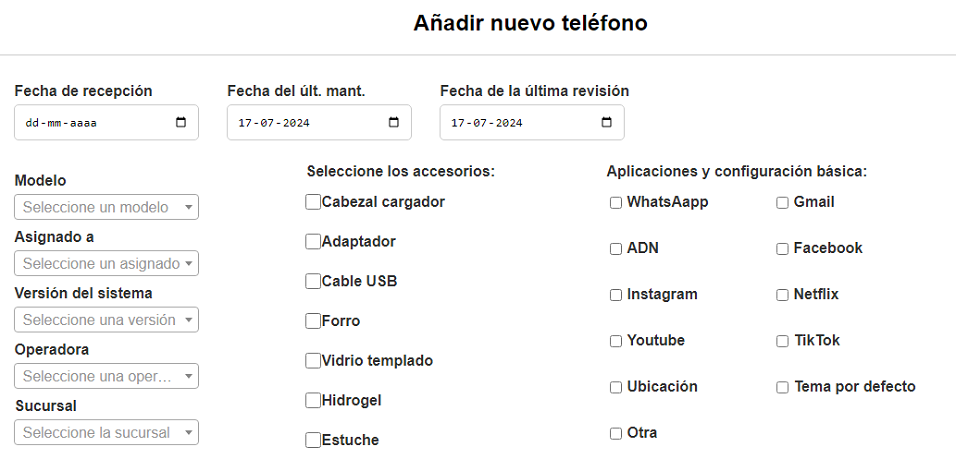 Añadir nuevo teléfono
Fecha de recepción
dd-mm-aaaa
Fecha del últ. mant.
17-07-2024
Fecha de la última revisión
17-07-2024
Modelo
Seleccione un modelo
Asignado a
Seleccione un asignado
Versión del sistema
Seleccione una versión
Operadora
Seleccione una oper...
Sucursal
Seleccione la sucursal
Seleccione los accesorios:
Cabezal cargador
Adaptador
Cable USB
Forro
Vidrio templado
Hidrogel
Estuche
Aplicaciones y configuración básica:
WhatsAapp
Gmail
ADN
Facebook
Instagram
Netflix
Youtube
TikTok
Ubicación
Tema por defecto
Otra